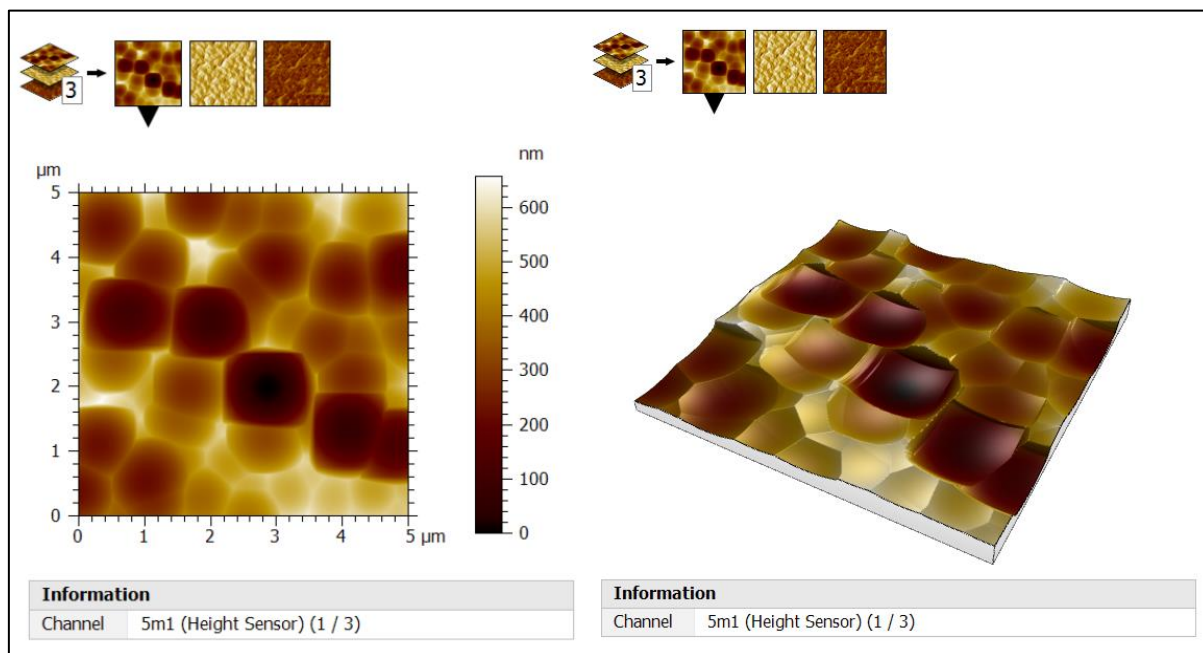 3
3
nm
µm
5
4
3
2
1
0
0 1 2 3 4 5 µm
600
500
400
300
200
100
0
Information
Channel 5m1 (Height Sensor) (1 / 3)
Information
Channel 5m1 (Height Sensor) (1 / 3)